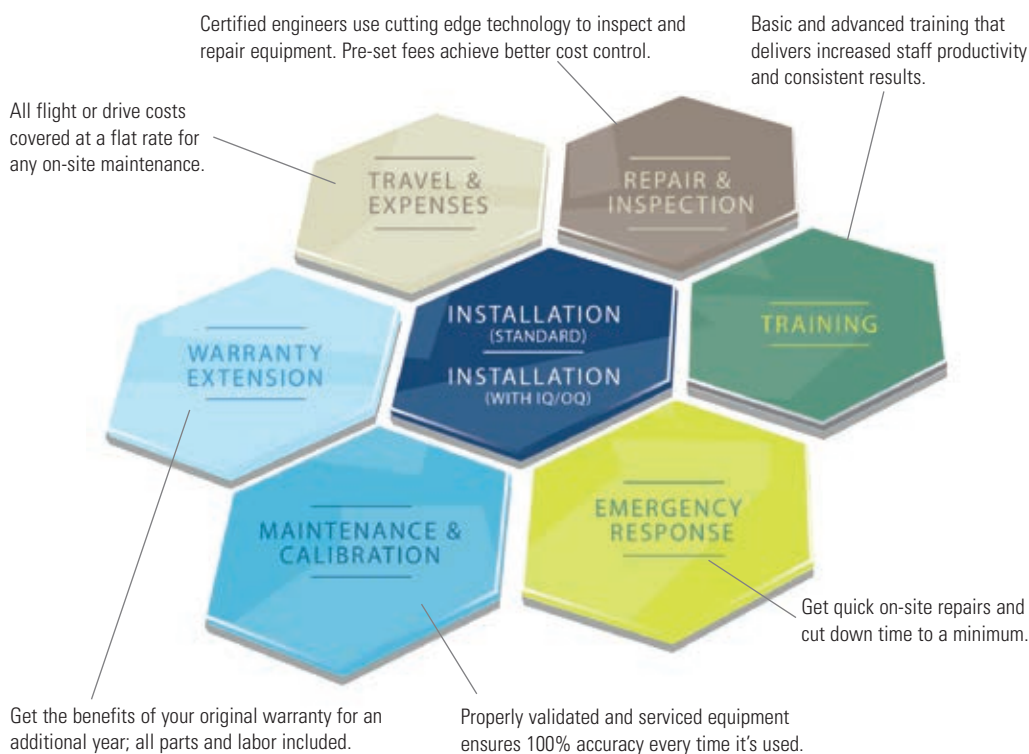 Certified engineers use cutting edge technology to inspect and
repair equipment. Pre-set fees achieve better cost control.
Basic and advanced training that
delivers increased staff productivity
and consistent results.
All flight or drive costs
covered at a flat rate for
any on-site maintenance.
TRAVEL &
EXPENSES
REPAIR &
INSPECTION
INSTALLATION
(STANDARD)
INSTALLATION
(WITH IQ/OQ)
TRAINING
WARRANTY
EXTENSION
MAINTENANCE &
CALIBRATION
EMERGENCY
RESPONSE
Get quick on-site repairs and
cut down time to a minimum.
Get the benefits of your original warranty for an
additional year; all parts and labor included.
Properly validated and serviced equipment
ensures 100% accuracy every time it's used.